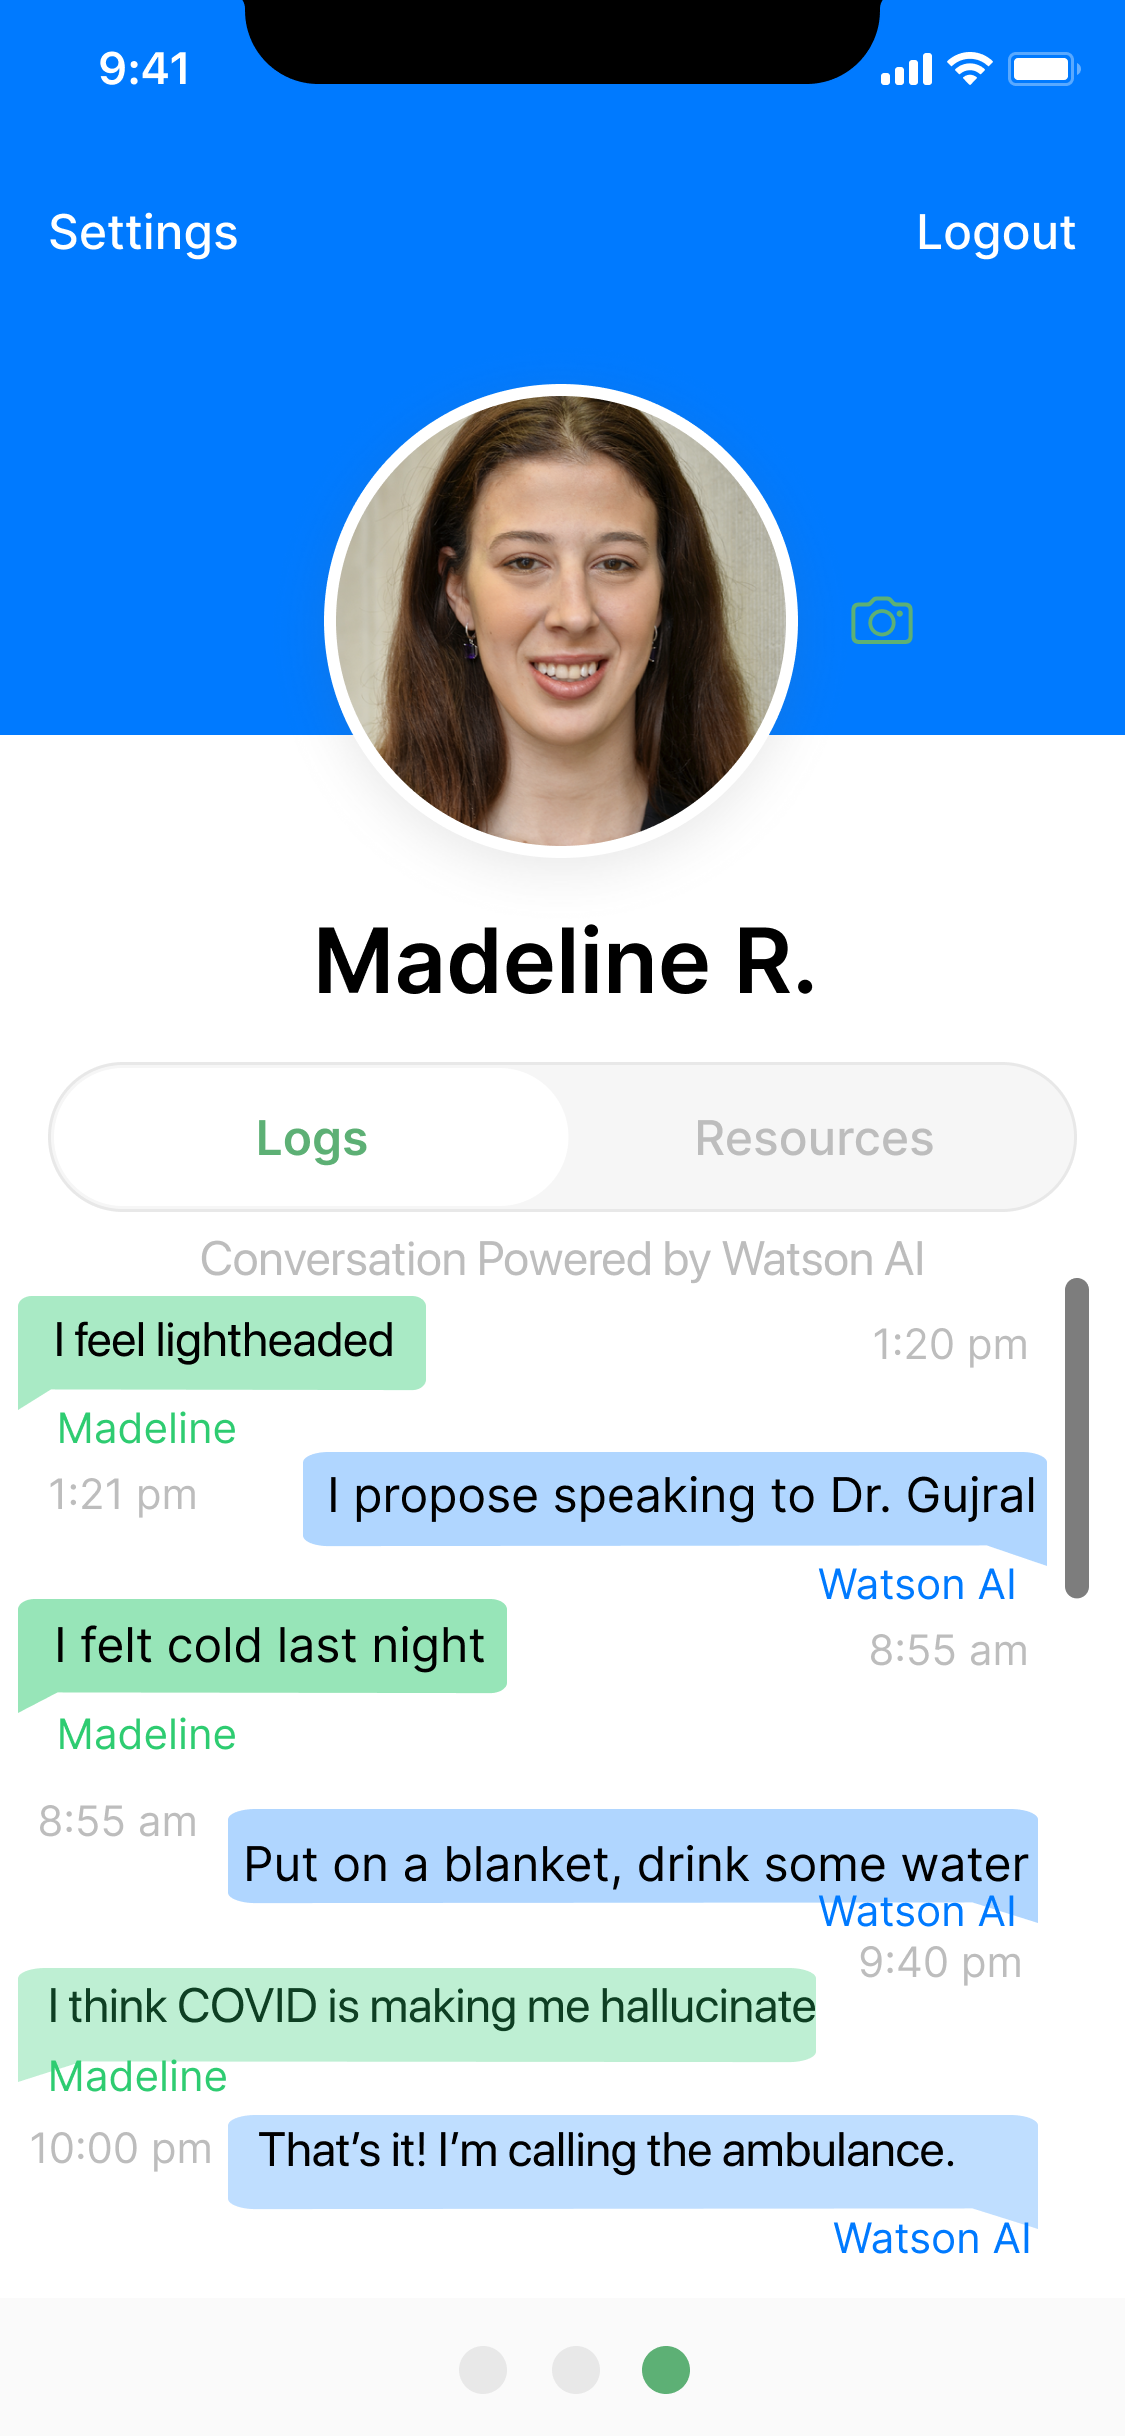 9:41
Settings
Logout
Madeline R.
Logs
Resources
Conversation Powered by Watson AI
I feel lightheaded
1:20 pm
Madeline
1:21 pm
I propose speaking to Dr. Gujral
Watson AI
I felt cold last night
8:55 am
Madeline
8:55 am
Put on a blanket, drink some water
Watson AI
9:40 pm
I think COVID is making me hallucinate
Madeline
10:00 pm
That’s it! I’m calling the ambulance.
Watson AI